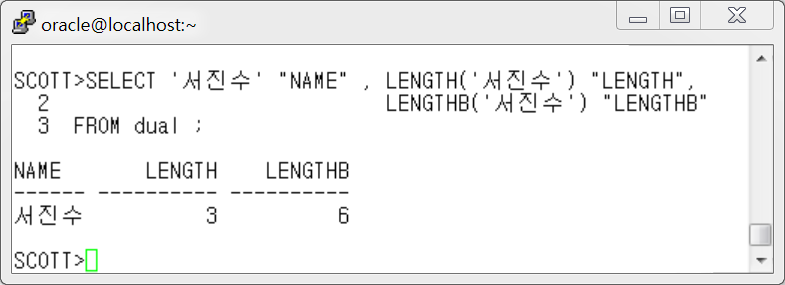 oracle@localhost:~
SCOTT>SELECT '서진수' "NAME" , LENGTH('서진수') "LENGTH",
  2                            LENGTHB('서진수') "LENGTHB"
  3  FROM dual ;
NAME       LENGTH    LENGTHB
------ ---------- ----------
서진수          3          6
SCOTT>